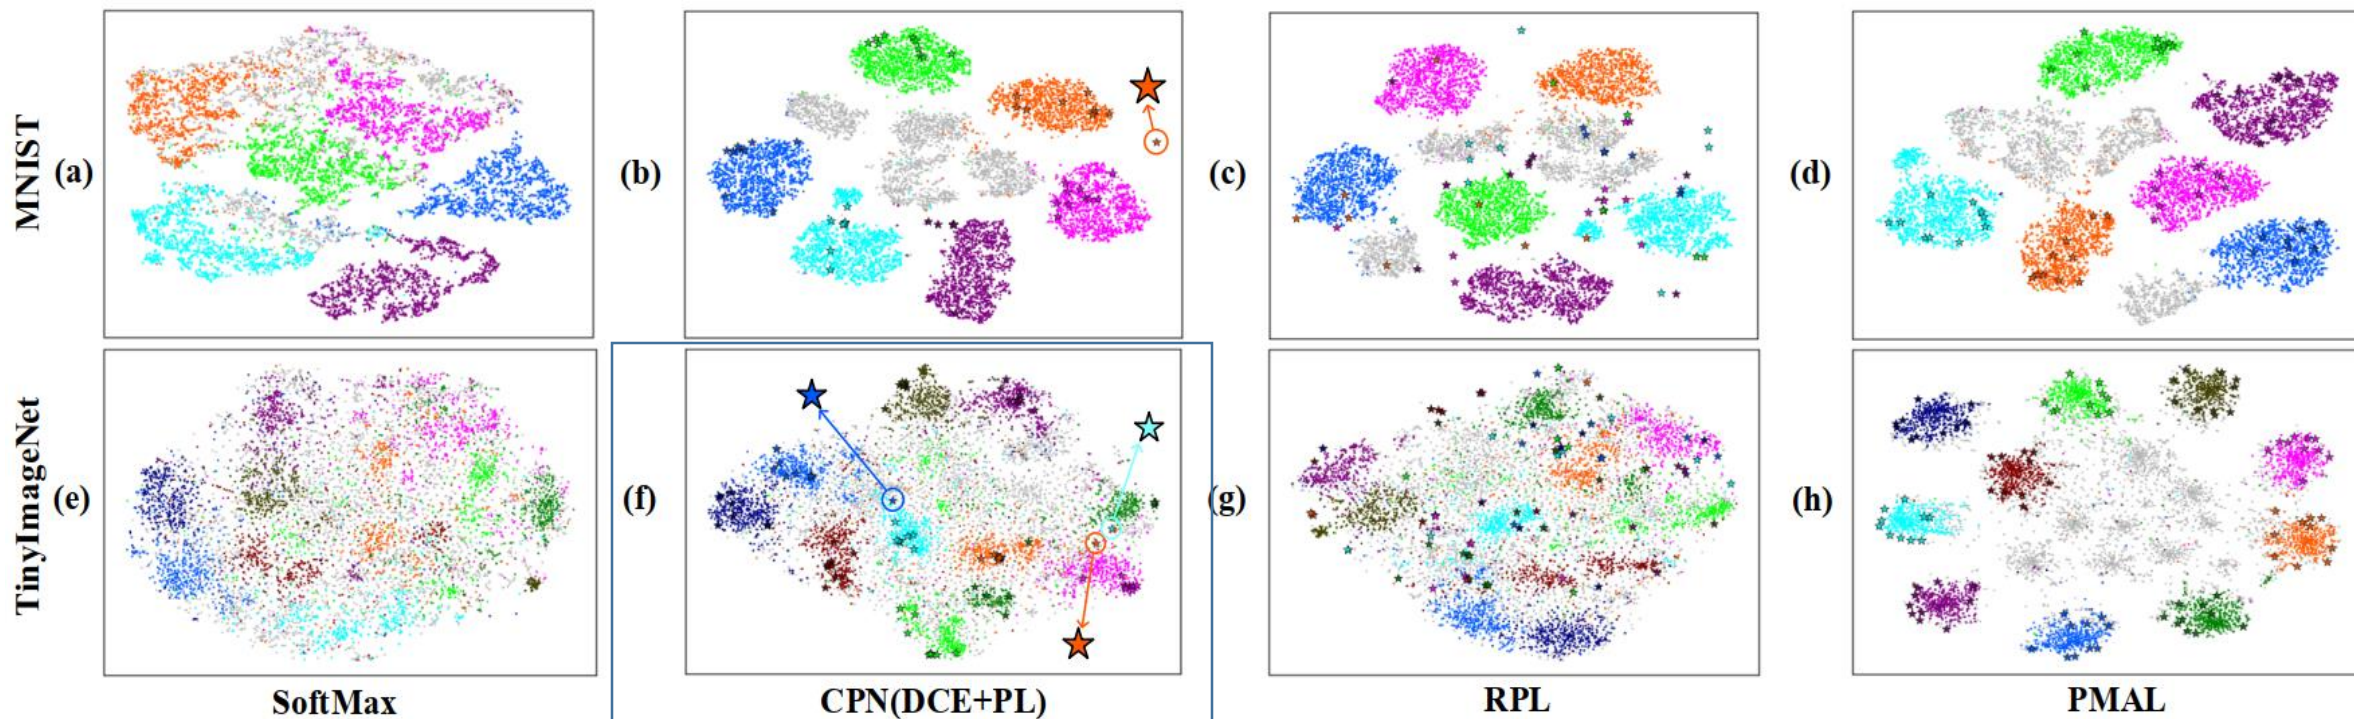 MNIST
(a)
(b)
(c)
(d)
TinyImageNet
(e)
(f)
(g)
(h)
SoftMax
CPN(DCE+PL)
RPL
PMAL